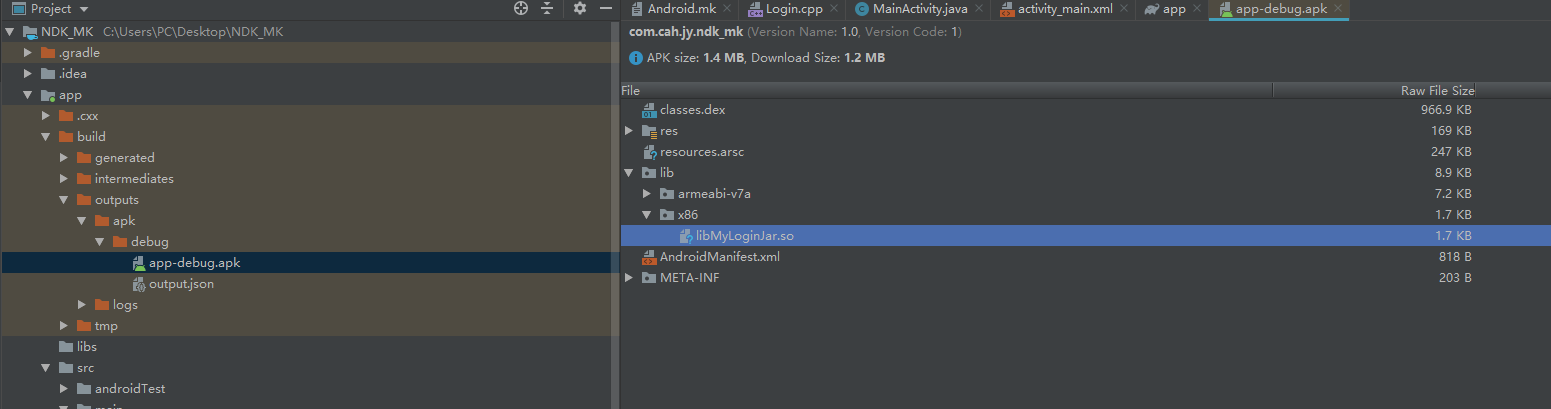 Project
NDK_MK C:\Users\PC\Desktop\NDK_MK
.gradle
.idea
app
.cxx
build
generated
intermediates
outputs
apk
debug
app-debug.apk
output.json
logs
tmp
libs
src
androidTest
Android.mk Login.cpp MainActivity.java activity_main.xml app app-debug.apk
com.cah.jy.ndk_mk (Version Name: 1.0, Version Code: 1)
APK size: 1.4 MB, Download Size: 1.2 MB
File Raw File Size
classes.dex 966.9 KB
res 169 KB
resources.arsc 247 KB
lib 8.9 KB
armeabi-v7a 7.2 KB
x86 1.7 KB
libMyLoginJar.so 1.7 KB
AndroidManifest.xml 818 B
META-INF 203 B